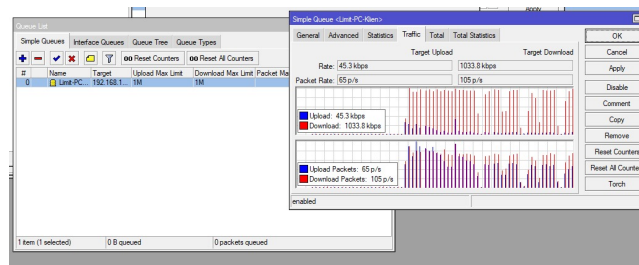 Apply
Queue List
Simple Queues Interface Queues Queue Tree Queue Types
00 Reset Counters 00 Reset All Counters
# Name Target Upload Max Limit Download Max Limit Packet Ma
0 Limit-PC... 192.168.1... 1M 1M
1 item (1 selected) 0 B queued 0 packets queued
Simple Queue <Limit-PC-Klien>
General Advanced Statistics Traffic Total Total Statistics
Target Upload Target Download
Rate: 45.3 kbps 1033.8 kbps
Packet Rate: 65 p/s 105 p/s
Upload: 45.3 kbps
Download: 1033.8 kbps
Upload Packets: 65 p/s
Download Packets: 105 p/s
enabled
OK
Cancel
Apply
Disable
Comment
Copy
Remove
Reset Counters
Reset All Counte
Torch